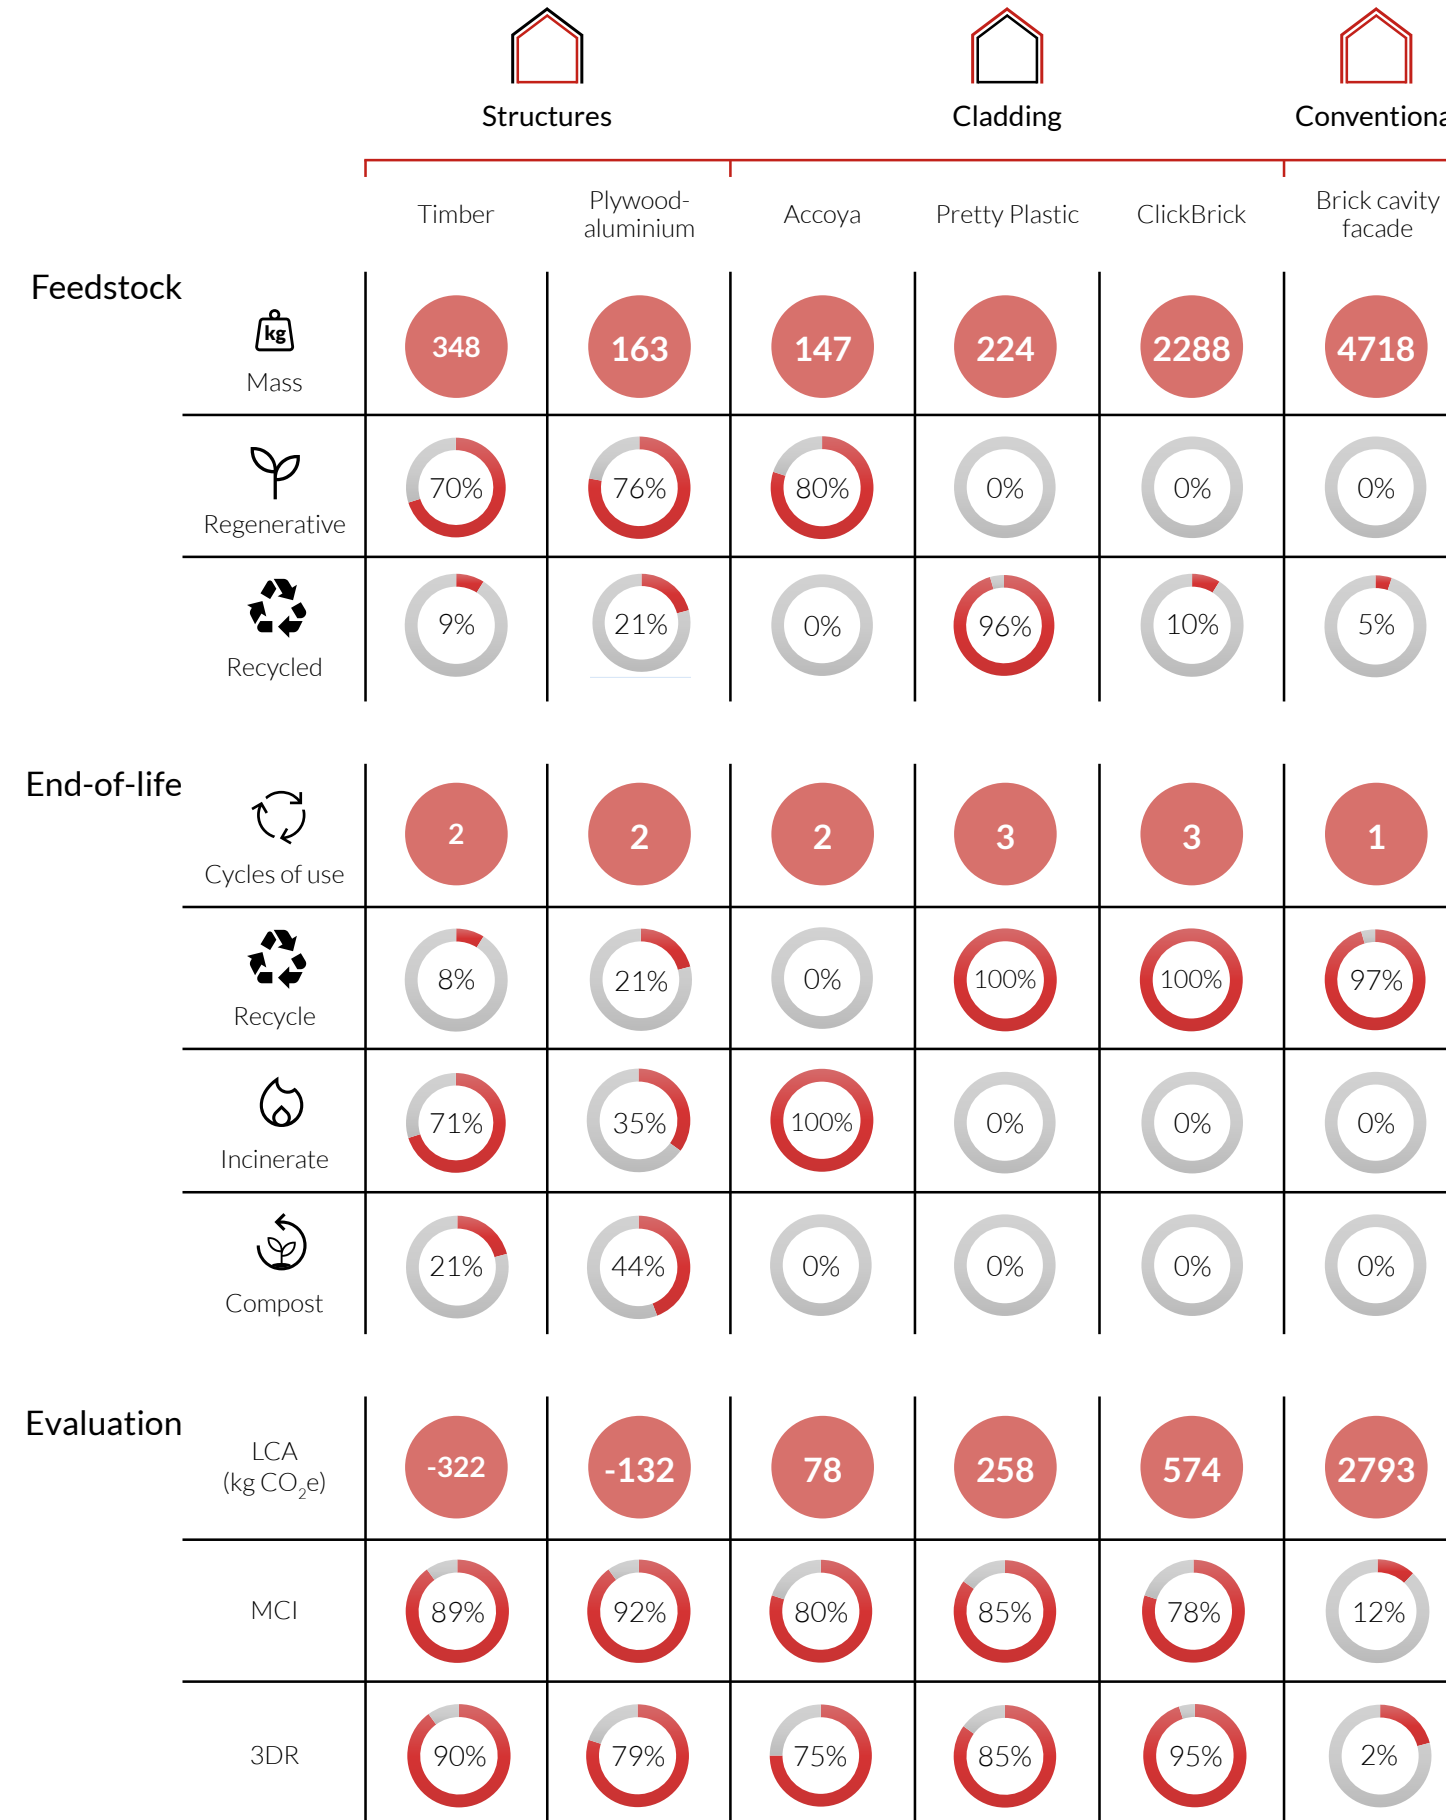 Structures
Cladding
Conventiona
Timber
Plywood-
aluminium
Accoya
Pretty Plastic
ClickBrick
Brick cavity
facade
Feedstock
kg
Mass
348
163
147
224
2288
4718
Regenerative
70%
76%
80%
0%
0%
0%
Recycled
9%
21%
0%
96%
10%
5%
End-of-life
Cycles of use
2
2
2
3
3
1
Recycle
8%
21%
0%
100%
100%
97%
Incinerate
71%
35%
100%
0%
0%
0%
Compost
21%
44%
0%
0%
0%
0%
Evaluation
LCA
(kg CO₂e)
-322
-132
78
258
574
2793
MCI
89%
92%
80%
85%
78%
12%
3DR
90%
79%
75%
85%
95%
2%